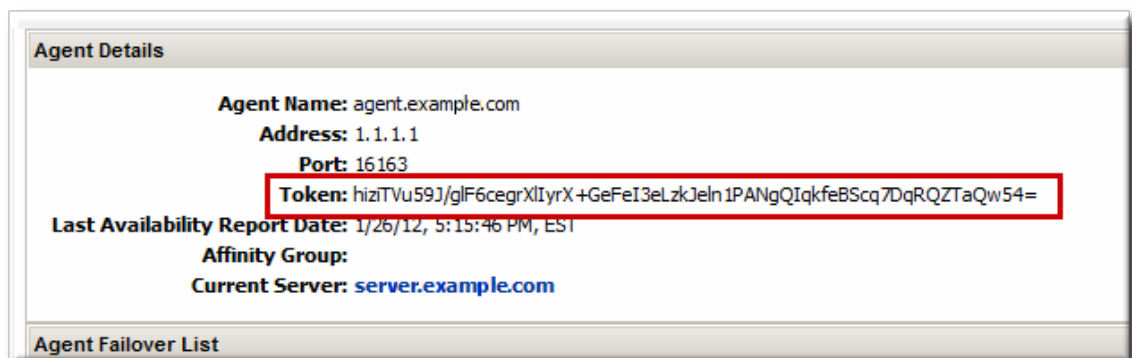 Agent Details
Agent Name: agent.example.com
Address: 1.1.1.1
Port: 16163
Token: hiziTVu59J/glF6cegrXlIyrX+GeFeI3eLzkJeln1PANgQIqkfeBScq7DqRQZTaQw54=
Last Availability Report Date: 1/26/12, 5:15:46 PM, EST
Affinity Group:
Current Server: server.example.com
Agent Failover List